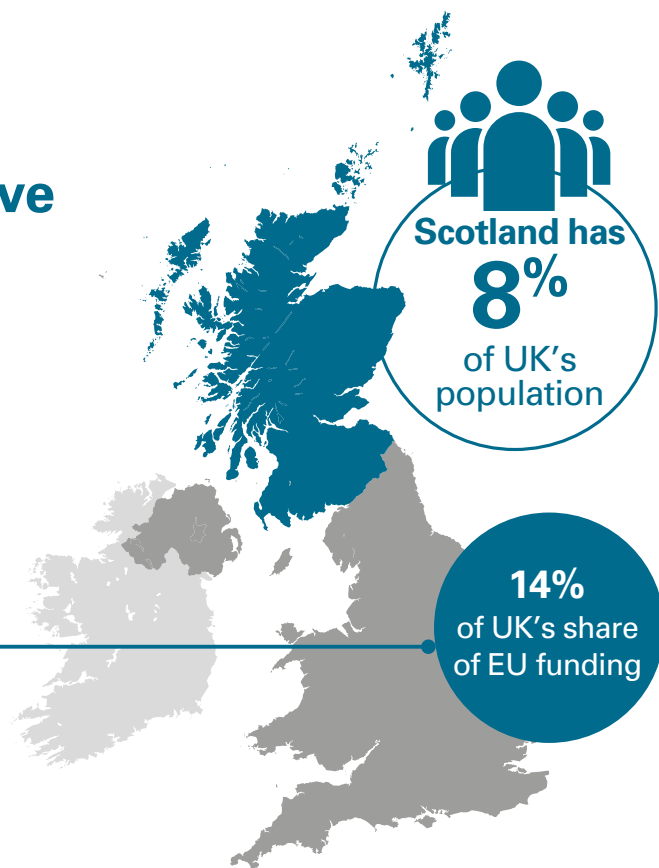 ve
Scotland has
8%
of UK's
population
14%
of UK's share
of EU funding